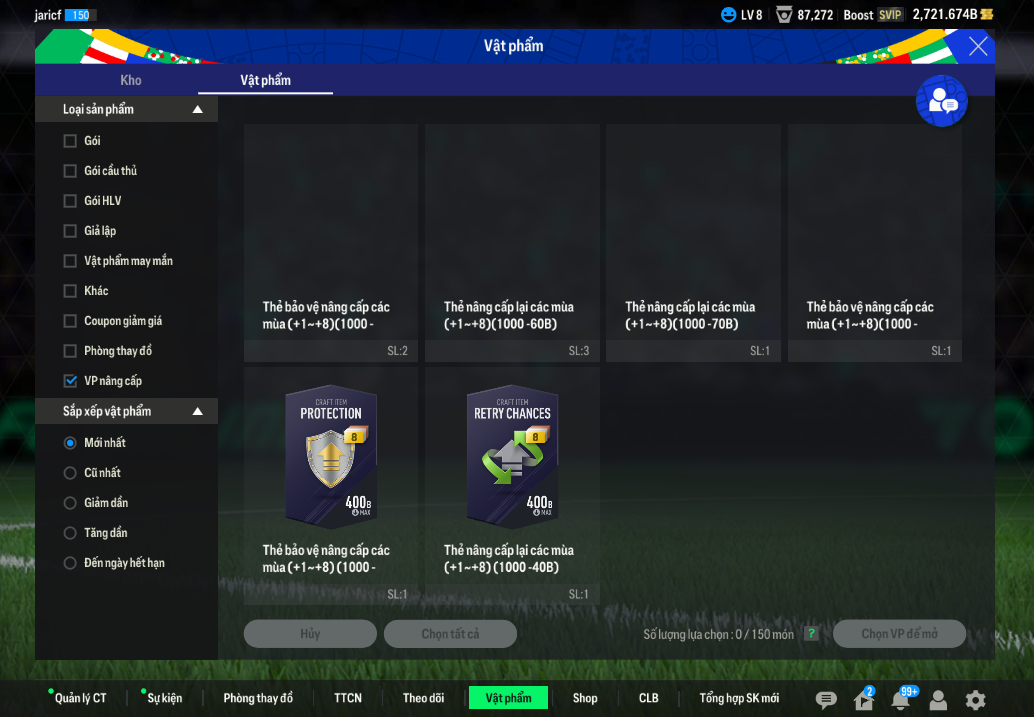 jaricf 150
LV 8 87,272 Boost SVIP 2,721.674B
Vật phẩm
Kho Vật phẩm
Loại sản phẩm
Gói
Gói cầu thủ
Gói HLV
Giả lập
Vật phẩm may mắn
Khác
Coupon giảm giá
Phòng thay đồ
VP nâng cấp
Sắp xếp vật phẩm
Mới nhất
Cũ nhất
Giảm dần
Tăng dần
Đến ngày hết hạn
Thẻ bảo vệ nâng cấp các
mùa (+1~+8)(1000 -
SL:2
Thẻ nâng cấp lại các mùa
(+1~+8)(1000 -60B)
SL:3
Thẻ nâng cấp lại các mùa
(+1~+8)(1000 -70B)
SL:1
Thẻ bảo vệ nâng cấp các
mùa (+1~+8)(1000 -
SL:1
CRAFT ITEM
PROTECTION
8
400B
MAX
Thẻ bảo vệ nâng cấp các
mùa (+1~+8) (1000 -
SL:1
CRAFT ITEM
RETRY CHANCES
8
400B
MAX
Thẻ nâng cấp lại các mùa
(+1~+8) (1000 -40B)
SL:1
Hủy Chọn tất cả Số lượng lựa chọn : 0 / 150 món ? Chọn VP để mở
Quản lý CT Sự kiện Phòng thay đồ TTCN Theo dõi Vật phẩm Shop CLB Tổng hợp SK mới 2 99+